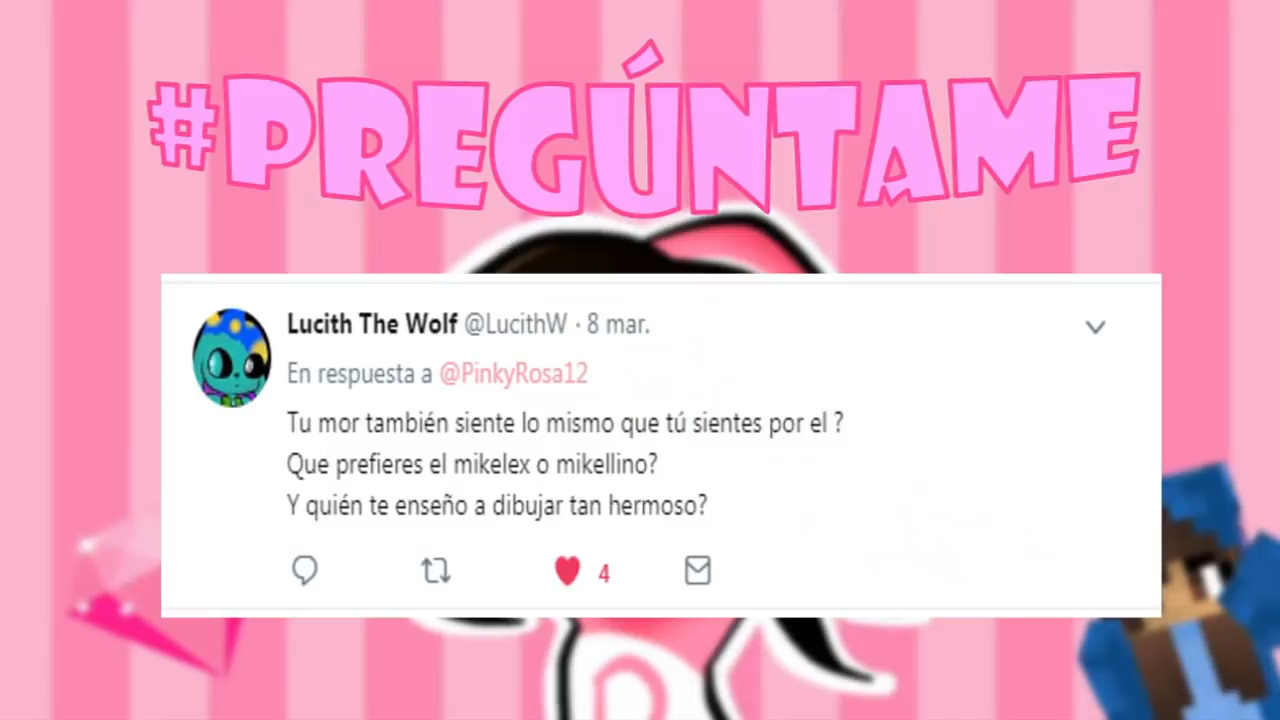 #PREGÚNTAME
Lucith The Wolf @LucithW · 8 mar.
En respuesta a @PinkyRosa12
Tu mor también siente lo mismo que tú sientes por el ?
Que prefieres el mikelex o mikellino?
Y quién te enseño a dibujar tan hermoso?
4